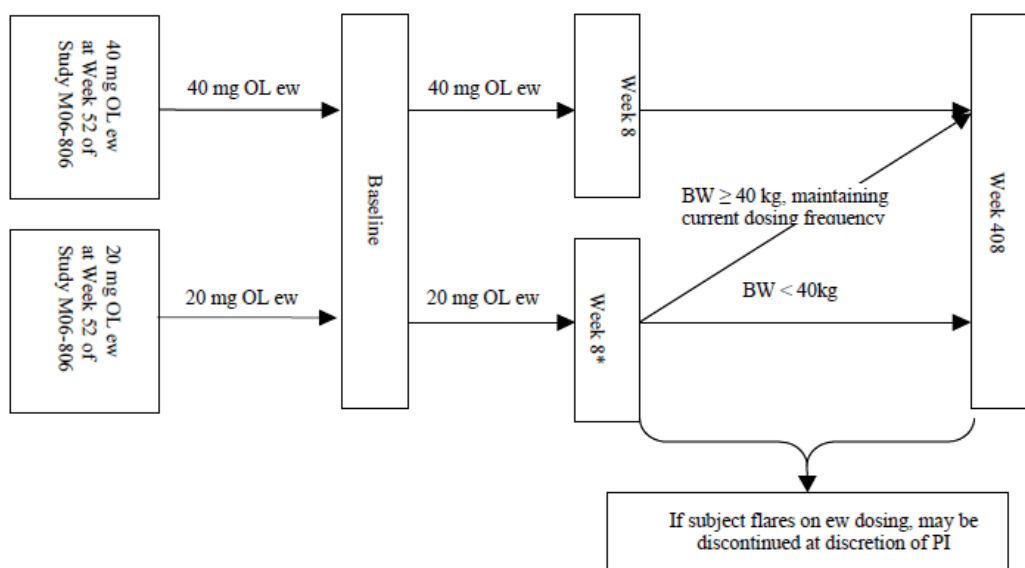 40 mg OL ew
at Week 52 of
Study M06-806
40 mg OL ew
Baseline
40 mg OL ew
Week 8
BW ≥ 40 kg, maintaining
current dosing frequency
Week 408
20 mg OL ew
at Week 52 of
Study M06-806
20 mg OL ew
20 mg OL ew
Week 8*
BW < 40kg
If subject flares on ew dosing, may be
discontinued at discretion of PI